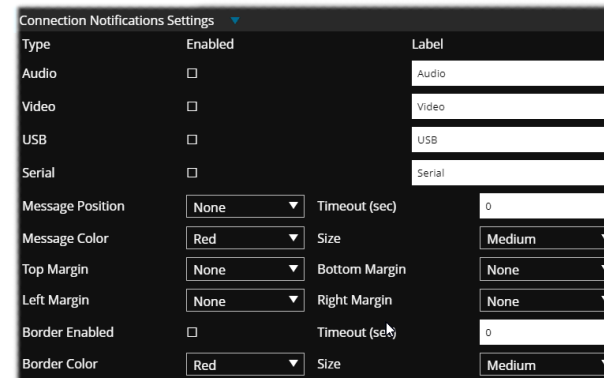 Connection Notifications Settings
Type Enabled Label
Audio Audio
Video Video
USB USB
Serial Serial
Message Position None Timeout (sec) 0
Message Color Red Size Medium
Top Margin None Bottom Margin None
Left Margin None Right Margin None
Border Enabled Timeout (sec) 0
Border Color Red Size Medium